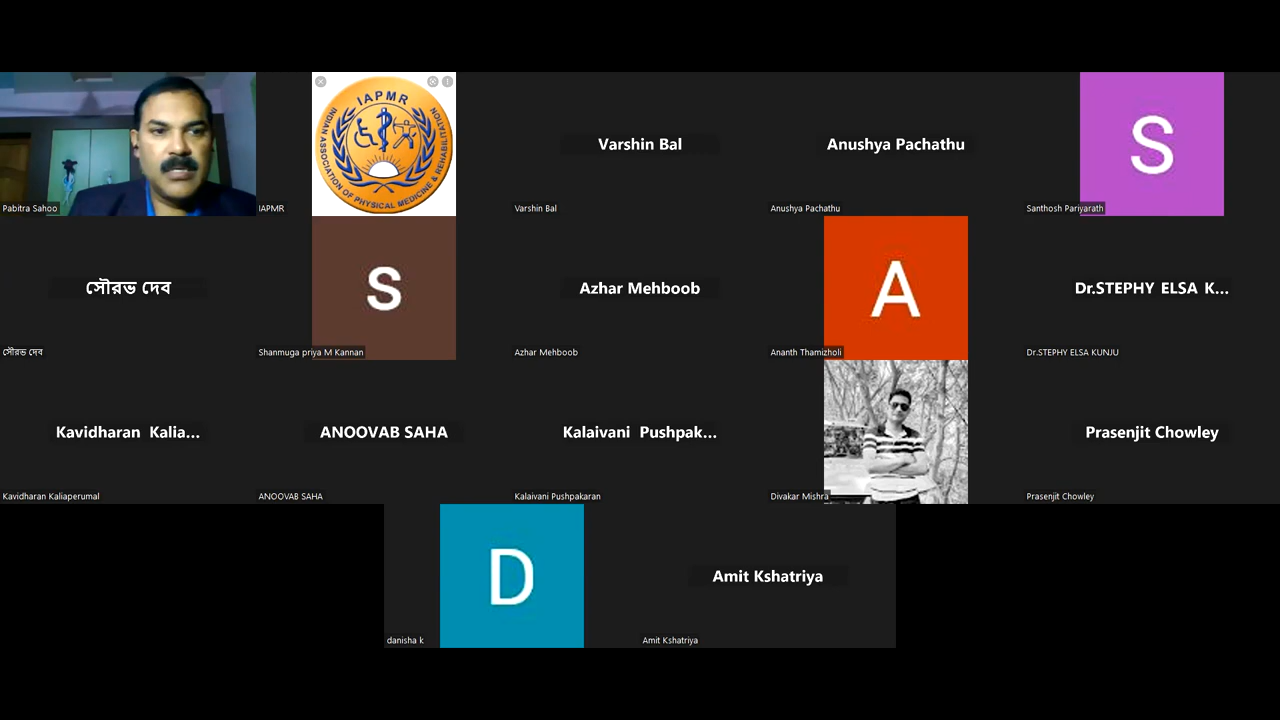 Pabitra Sahoo
IAPMR
INDIAN ASSOCIATION OF PHYSICAL MEDICINE & REHABILITATION
IAPMR
Varshin Bal
Varshin Bal
Anushya Pachathu
Anushya Pachathu
S
Santhosh Pariyarath
সৌরভ দেব
সৌরভ দেব
S
Shanmuga priya M Kannan
Azhar Mehboob
Azhar Mehboob
A
Ananth Thamizholi
Dr.STEPHY ELSA K...
Dr.STEPHY ELSA KUNJU
Kavidharan Kalia...
Kavidharan Kaliaperumal
ANOOVAB SAHA
ANOOVAB SAHA
Kalaivani Pushpak...
Kalaivani Pushpakaran
Divakar Mishra
Prasenjit Chowley
Prasenjit Chowley
D
danisha k
Amit Kshatriya
Amit Kshatriya